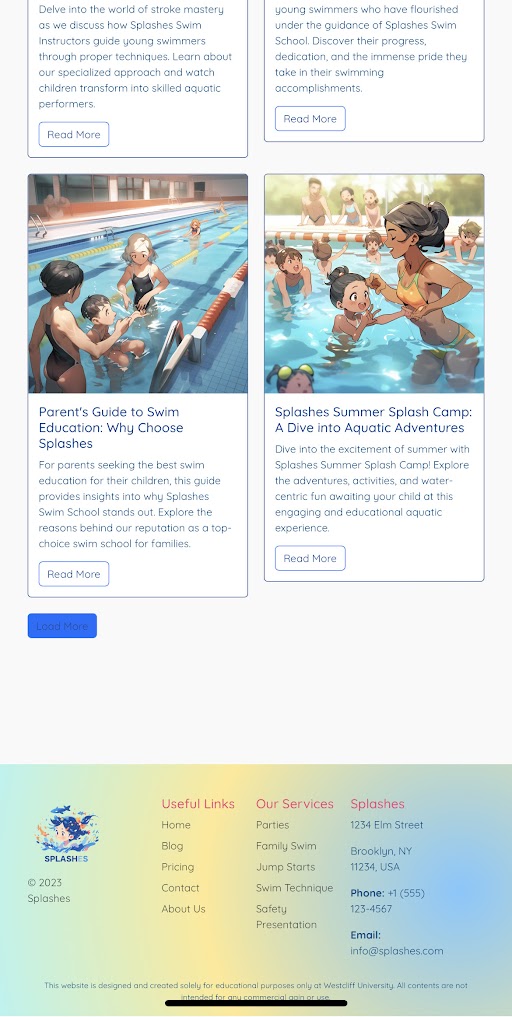 Delve into the world of stroke mastery
as we discuss how Splashes Swim
Instructors guide young swimmers
through proper techniques. Learn about
our specialized approach and watch
children transform into skilled aquatic
performers.
Read More
young swimmers who have flourished
under the guidance of Splashes Swim
School. Discover their progress,
dedication, and the immense pride they
take in their swimming
accomplishments.
Read More
Parent's Guide to Swim
Education: Why Choose
Splashes
For parents seeking the best swim
education for their children, this guide
provides insights into why Splashes
Swim School stands out. Explore the
reasons behind our reputation as a top-
choice swim school for families.
Read More
Splashes Summer Splash Camp:
A Dive into Aquatic Adventures
Dive into the excitement of summer with
Splashes Summer Splash Camp! Explore
the adventures, activities, and water-
centric fun awaiting your child at this
engaging and educational aquatic
experience.
Read More
Load More
SPLASHES
© 2023
Splashes
Useful Links
Home
Blog
Pricing
Contact
About Us
Our Services
Parties
Family Swim
Jump Starts
Swim Technique
Safety
Presentation
Splashes
1234 Elm Street
Brooklyn, NY
11234, USA
Phone: +1 (555)
123-4567
Email:
info@splashes.com
This website is designed and created solely for educational purposes only at Westcliff University. All contents are not
intended for any commercial gain or use.